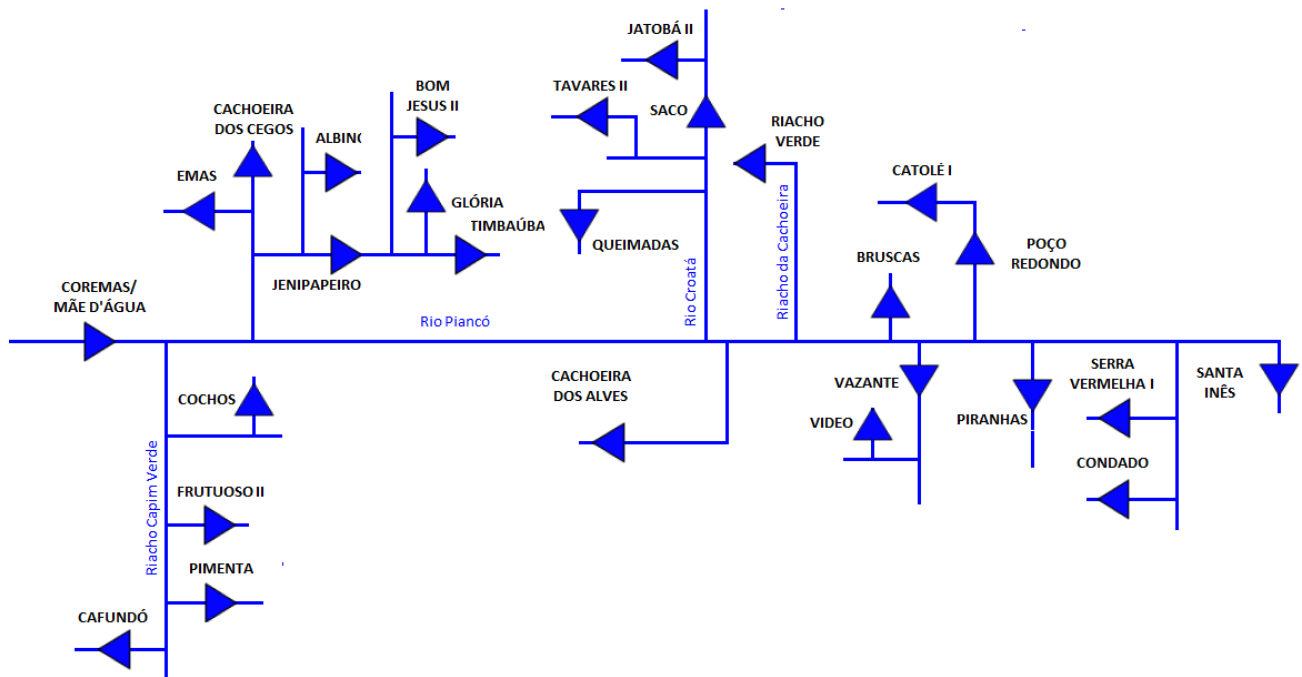 JATOBÁ II
BOM
JESUS II
TAVARES II
CACHOEIRA
DOS CEGOS
SACO
RIACHO
VERDE
ALBINO
EMAS
CATOLÉ I
GLÓRIA
TIMBAÚBA
QUEIMADAS
POÇO
REDONDO
BRUSCAS
JENIPAPEIRO
COREMAS/
MÃE D'ÁGUA
Rio Piancó
Rio Croatá
Riacho da Cachoeira
CACHOEIRA
DOS ALVES
VAZANTE
SERRA
VERMELHA I
SANTA
INÊS
COCHOS
VIDEO
PIRANHAS
CONDADO
Riacho Capim Verde
FRUTUOSO II
PIMENTA
CAFUNDÓ